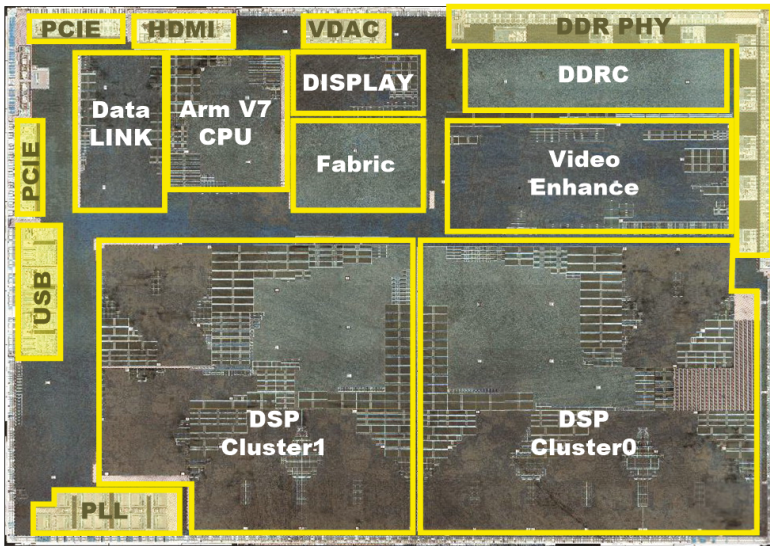 PCIE
HDMI
VDAC
DDR PHY
Data
LINK
Arm V7
CPU
DISPLAY
DDRC
Fabric
Video
Enhance
PCIE
USB
DSP
Cluster1
DSP
Cluster0
PLL